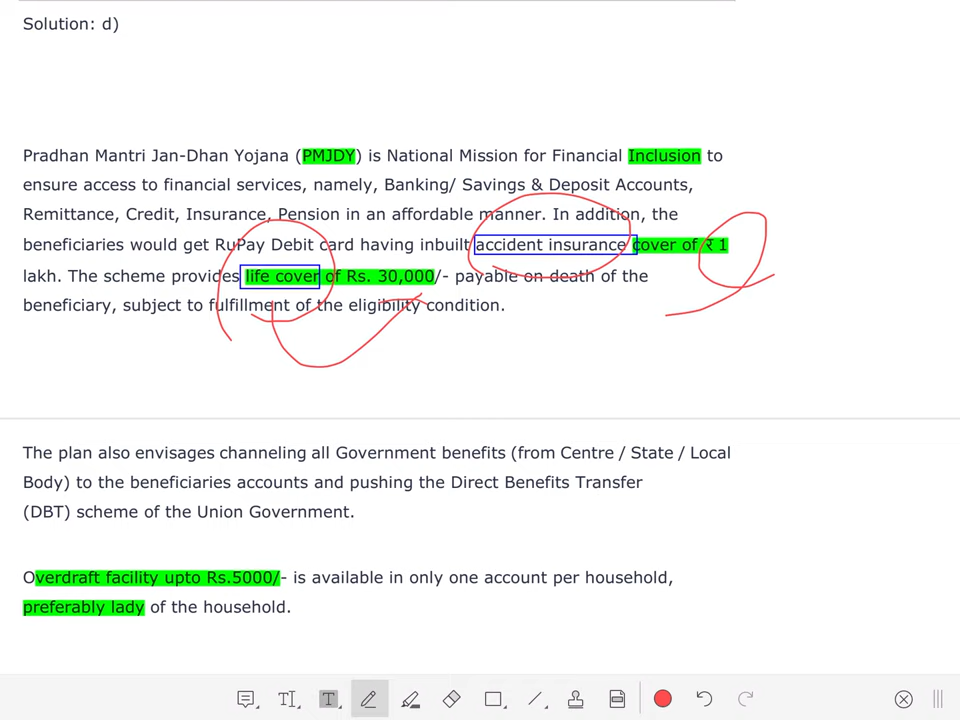 Solution: d)
Pradhan Mantri Jan-Dhan Yojana (PMJDY) is National Mission for Financial Inclusion to
ensure access to financial services, namely, Banking/ Savings & Deposit Accounts,
Remittance, Credit, Insurance, Pension in an affordable manner. In addition, the
beneficiaries would get RuPay Debit card having inbuilt accident insurance cover of R 1
lakh. The scheme provides life cover of Rs. 30,000/- payable on death of the
beneficiary, subject to fulfillment of the eligibility condition.
The plan also envisages channeling all Government benefits (from Centre / State / Local
Body) to the beneficiaries accounts and pushing the Direct Benefits Transfer
(DBT) scheme of the Union Government.
Overdraft facility upto Rs.5000/- is available in only one account per household,
preferably lady of the household.